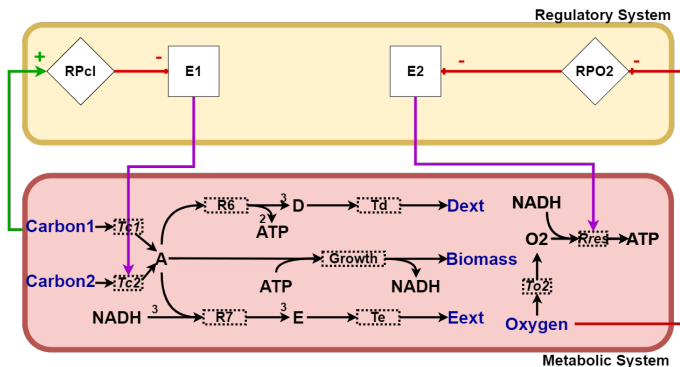 Regulatory System
+
RPcl
-
E1
E2
-
RPO2
-
R6
3
D
Td
Dext
2
ATP
NADH
Carbon1
Tc1
O2
Rres
ATP
A
Growth
Biomass
Carbon2
Tc2
ATP
NADH
To2
NADH
3
R7
3
E
Te
Eext
Oxygen
Metabolic System